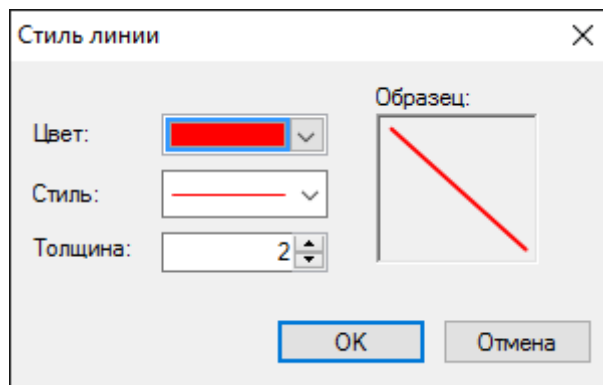 Стиль линии
Образец:
Цвет:
Стиль:
Толщина: 2
OK Отмена